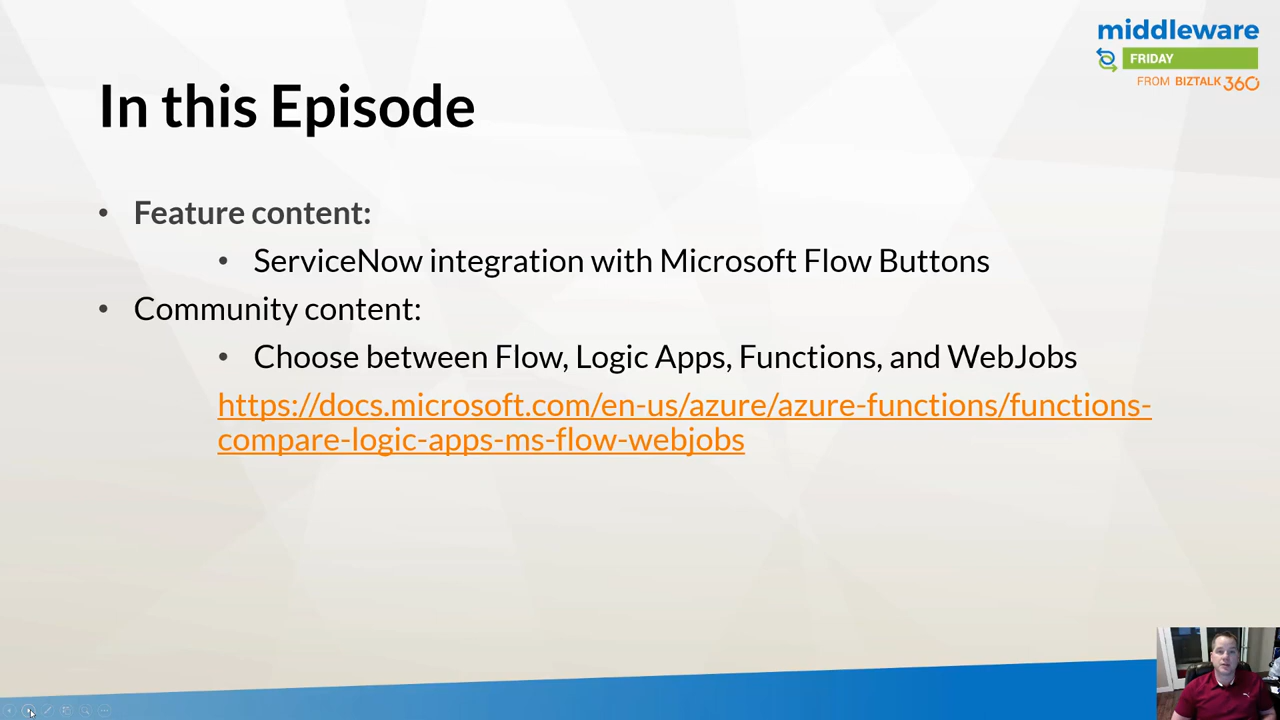 middleware
FRIDAY
FROM BIZTALK360
In this Episode
• Feature content:
• ServiceNow integration with Microsoft Flow Buttons
• Community content:
• Choose between Flow, Logic Apps, Functions, and WebJobs
https://docs.microsoft.com/en-us/azure/azure-functions/functions-
compare-logic-apps-ms-flow-webjobs